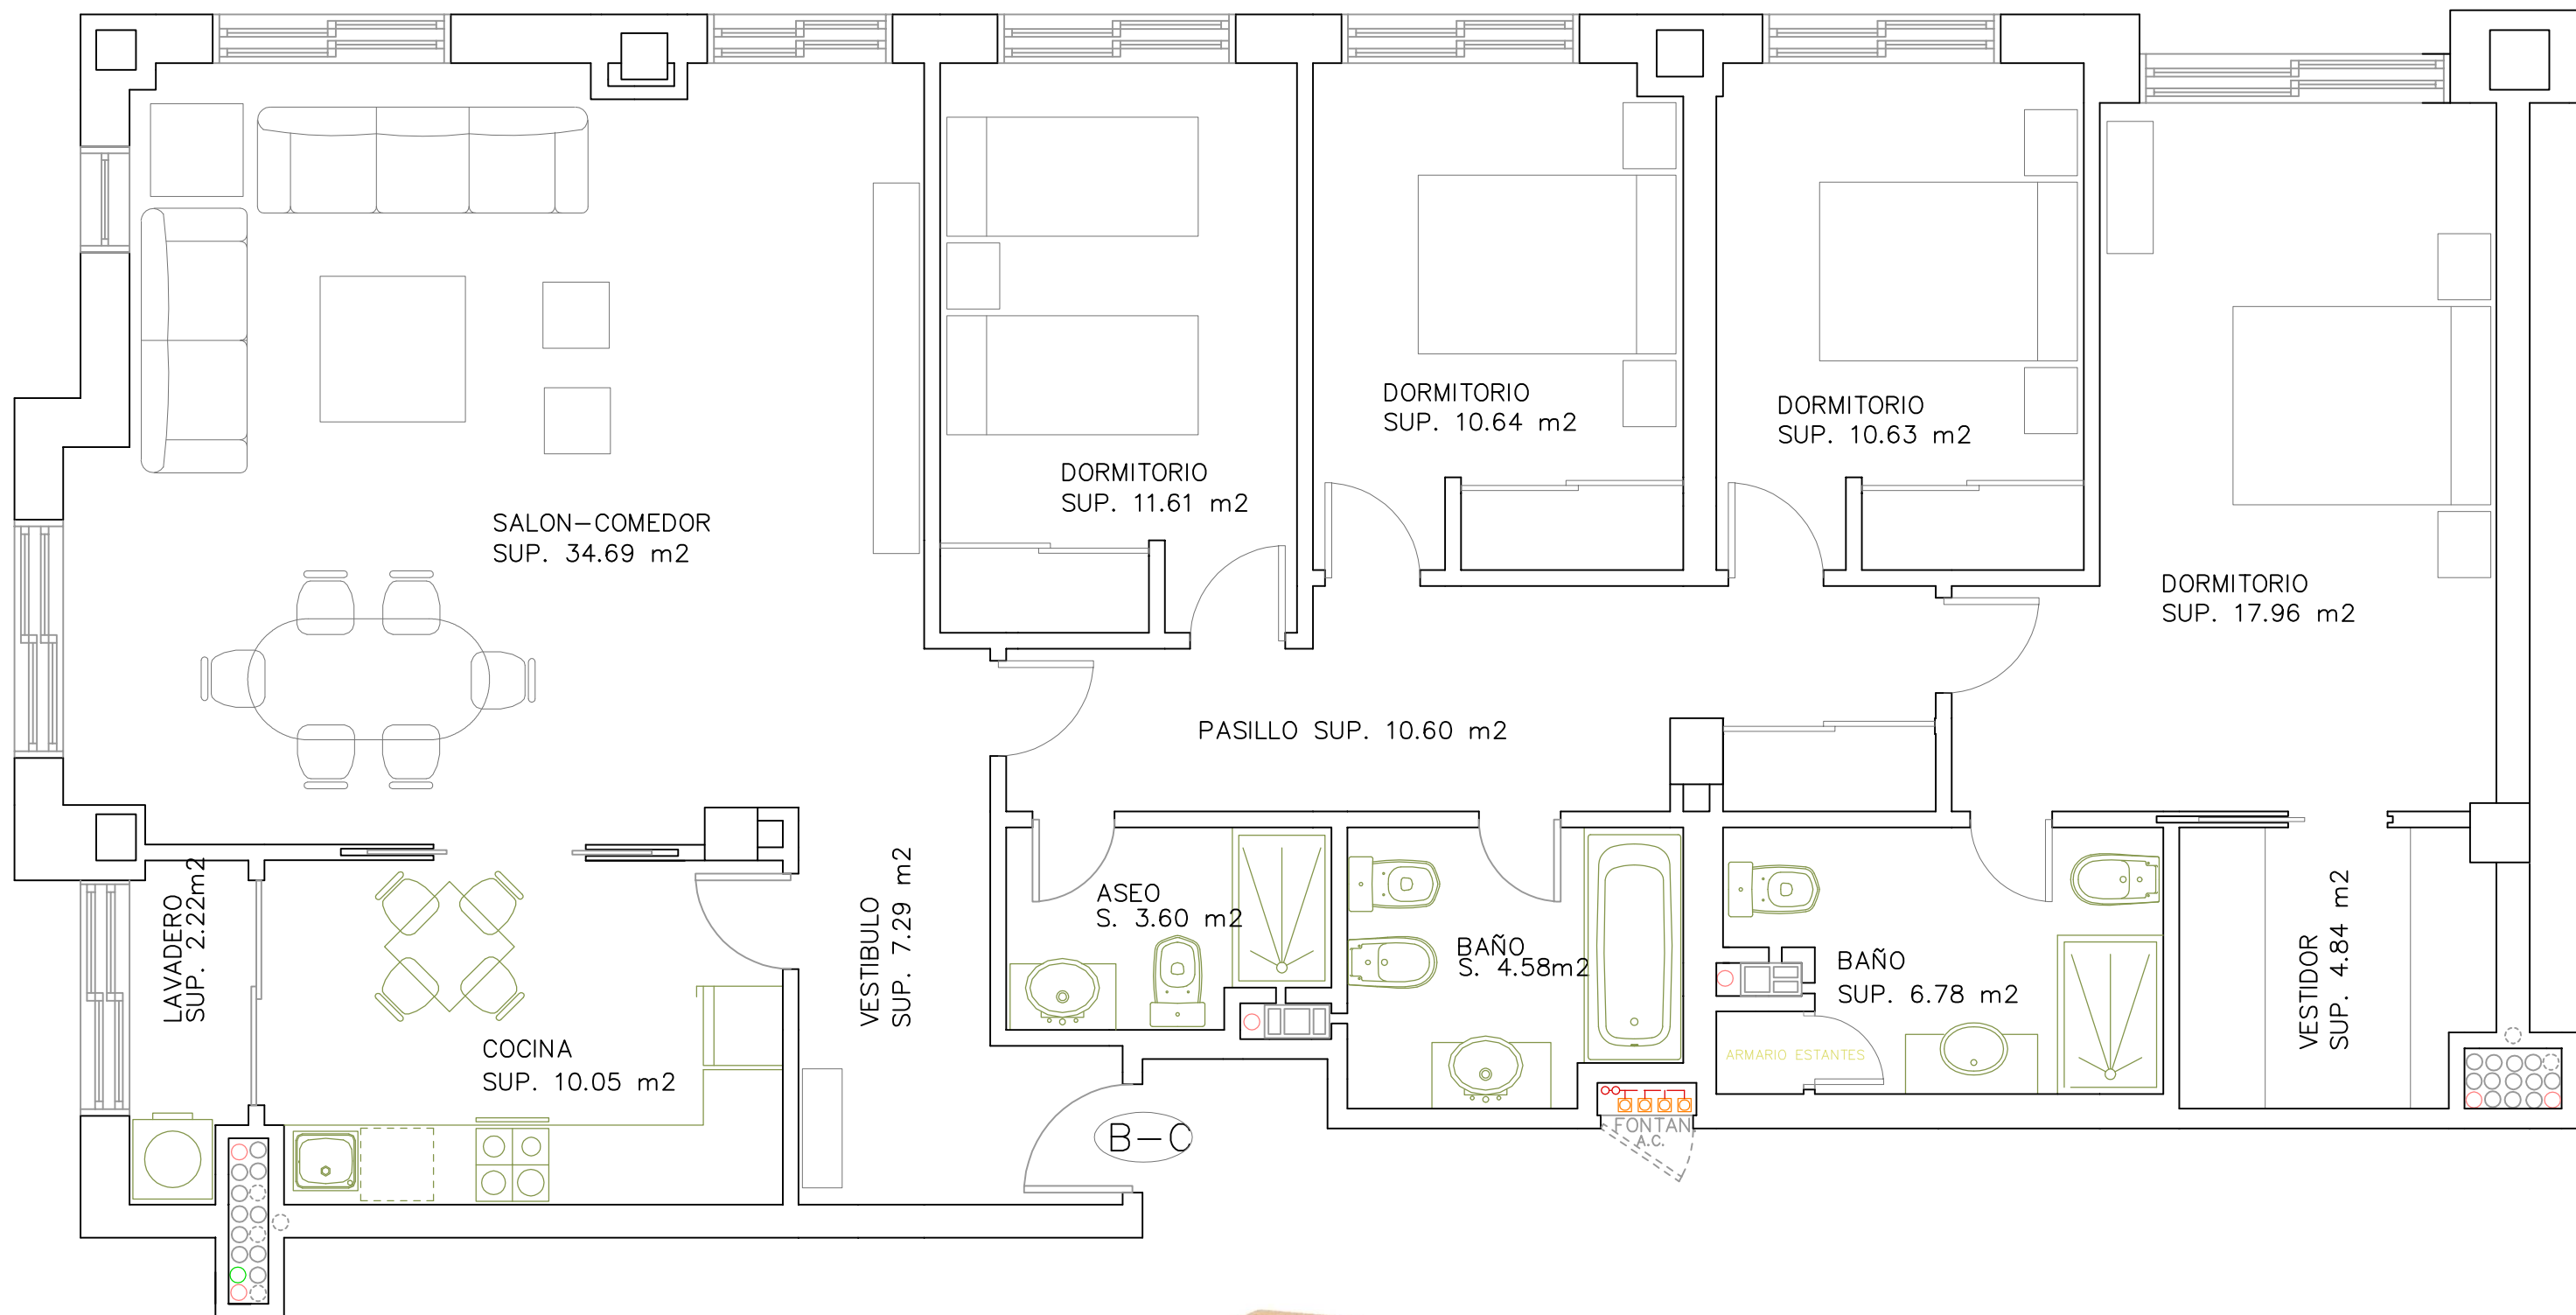 DORMITORIO
SUP. 10.64 m2
DORMITORIO
SUP. 10.63 m2
DORMITORIO
SUP. 11.61 m2
SALON-COMEDOR
SUP. 34.69 m2
DORMITORIO
SUP. 17.96 m2
PASILLO SUP. 10.60 m2
LAVADERO
SUP. 2.22m2
VESTIBULO
SUP. 7.29 m2
ASEO
S. 3.60 m2
BAÑO
S. 4.58m2
BAÑO
SUP. 6.78 m2
VESTIDOR
SUP. 4.84 m2
COCINA
SUP. 10.05 m2
ARMARIO ESTANTES
B-C
FONTAN.
A.C.